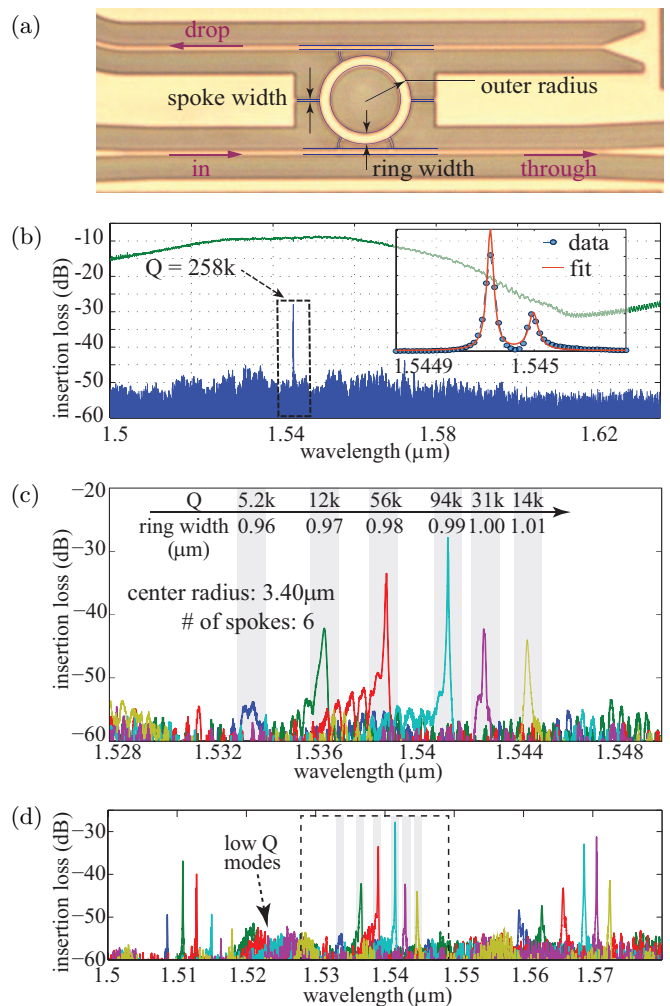 (a)
drop
spoke width
outer radius
in
ring width
through
(b)
insertion loss (dB)
-10
-20
-30
-40
-50
-60
Q = 258k
data
fit
1.5449
1.545
1.5
1.54
1.58
1.62
wavelength (μm)
(c)
insertion loss (dB)
−20
−30
−40
−50
−60
Q 5.2k 12k 56k 94k 31k 14k
ring width 0.96 0.97 0.98 0.99 1.00 1.01
(μm)
center radius: 3.40μm
# of spokes: 6
1.528 1.532 1.536 1.54 1.544 1.548
wavelength (μm)
(d)
insertion loss (dB)
−30
−40
−50
−60
low Q
modes
1.5 1.51 1.52 1.53 1.54 1.55 1.56 1.57
wavelength (μm)